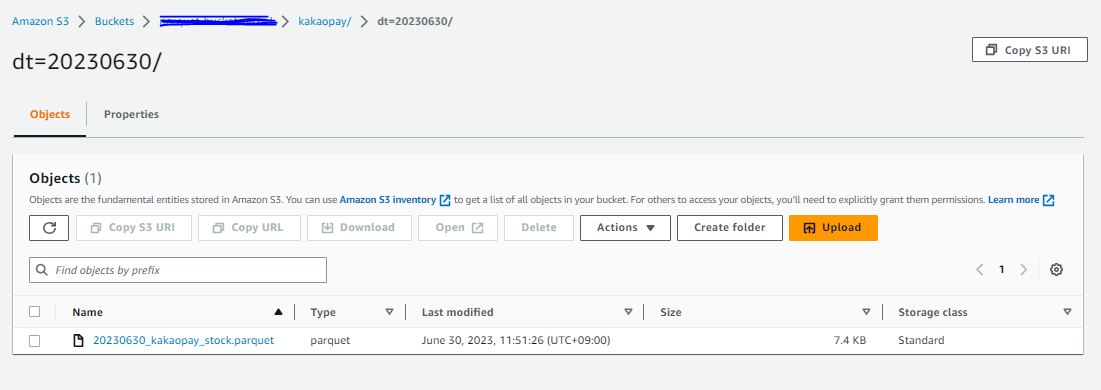 Amazon S3 > Buckets > > kakaopay/ > dt=20230630/
dt=20230630/
Copy S3 URI
Objects Properties
Objects (1)
Objects are the fundamental entities stored in Amazon S3. You can use Amazon S3 inventory to get a list of all objects in your bucket. For others to access your objects, you'll need to explicitly grant them permissions. Learn more
Copy S3 URI Copy URL Download Open Delete Actions Create folder Upload
Find objects by prefix
1
Name Type Last modified Size Storage class
20230630_kakaopay_stock.parquet parquet June 30, 2023, 11:51:26 (UTC+09:00) 7.4 KB Standard